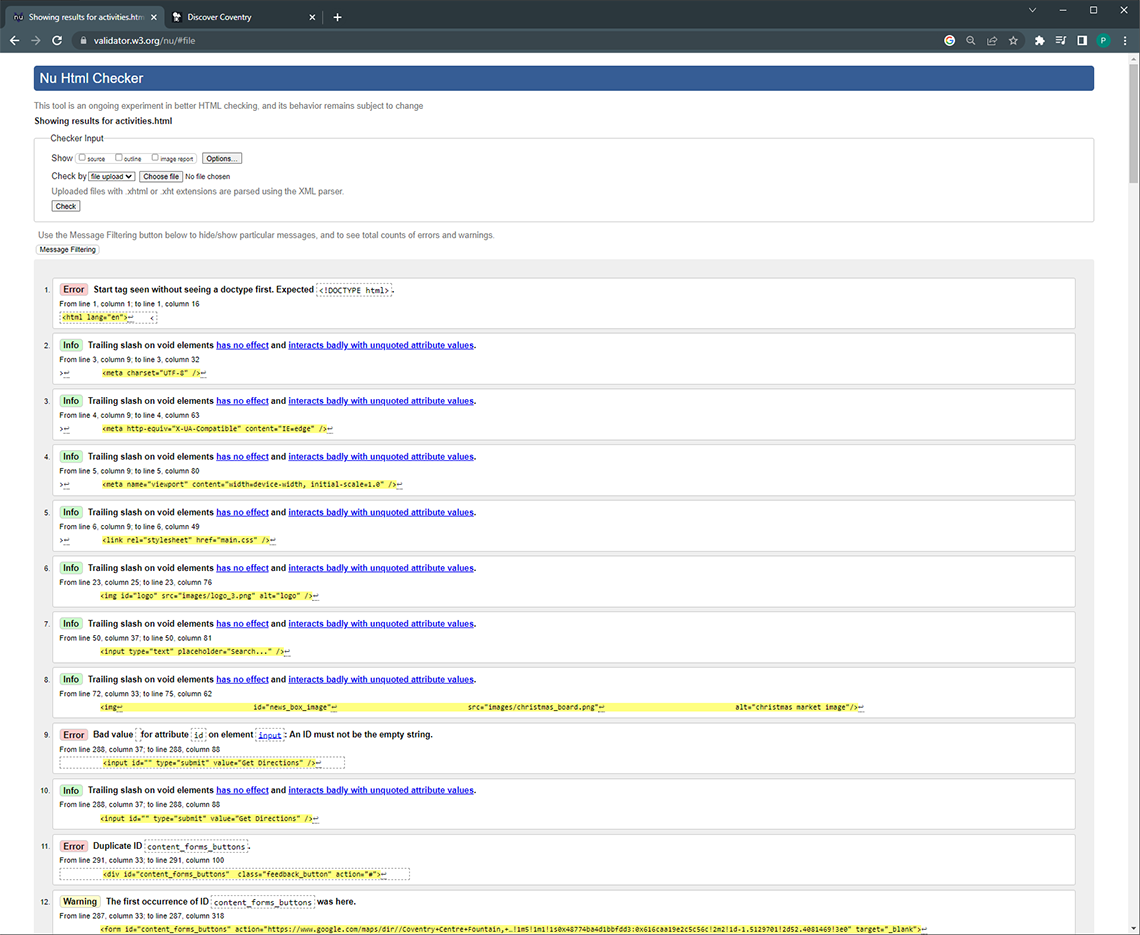 nu Showing results for activities.htm
Discover Coventry
validator.w3.org/nu/#file
P
Nu Html Checker
This tool is an ongoing experiment in better HTML checking, and its behavior remains subject to change
Showing results for activities.html
Checker Input
Show source outline image report Options...
Check by file upload Choose file No file chosen
Uploaded files with .xhtml or .xht extensions are parsed using the XML parser.
Check
Use the Message Filtering button below to hide/show particular messages, and to see total counts of errors and warnings.
Message Filtering
1. Error Start tag seen without seeing a doctype first. Expected <!DOCTYPE html>.
From line 1, column 1; to line 1, column 16
<html lang="en">↩ <
2. Info Trailing slash on void elements has no effect and interacts badly with unquoted attribute values.
From line 3, column 9; to line 3, column 32
>↩ <meta charset="UTF-8" />↩
3. Info Trailing slash on void elements has no effect and interacts badly with unquoted attribute values.
From line 4, column 9; to line 4, column 63
>↩ <meta http-equiv="X-UA-Compatible" content="IE=edge" />↩
4. Info Trailing slash on void elements has no effect and interacts badly with unquoted attribute values.
From line 5, column 9; to line 5, column 80
>↩ <meta name="viewport" content="width=device-width, initial-scale=1.0" />↩
5. Info Trailing slash on void elements has no effect and interacts badly with unquoted attribute values.
From line 6, column 9; to line 6, column 49
>↩ <link rel="stylesheet" href="main.css" />↩
6. Info Trailing slash on void elements has no effect and interacts badly with unquoted attribute values.
From line 23, column 25; to line 23, column 76
<img id="logo" src="images/logo_3.png" alt="logo" />↩
7. Info Trailing slash on void elements has no effect and interacts badly with unquoted attribute values.
From line 50, column 37; to line 50, column 81
<input type="text" placeholder="Search..." />↩
8. Info Trailing slash on void elements has no effect and interacts badly with unquoted attribute values.
From line 72, column 33; to line 75, column 62
<img↩ id="news_box_image"↩ src="images/christmas_board.png"↩ alt="christmas market image"/>↩
9. Error Bad value for attribute id on element input: An ID must not be the empty string.
From line 288, column 37; to line 288, column 88
<input id="" type="submit" value="Get Directions" />↩
10. Info Trailing slash on void elements has no effect and interacts badly with unquoted attribute values.
From line 288, column 37; to line 288, column 88
<input id="" type="submit" value="Get Directions" />↩
11. Error Duplicate ID content_forms_buttons.
From line 291, column 33; to line 291, column 100
<div id="content_forms_buttons" class="feedback_button" action="#">↩
12. Warning The first occurrence of ID content_forms_buttons was here.
From line 287, column 33; to line 287, column 318
<form id="content_forms_buttons" action="https://www.google.com/maps/dir//Coventry+Centre+Fountain,+…!1m5!1m1!1s0x48774ba4d1bbfdd3:0x616caa19e2c5c56c!2m2!1d-1.5129701!2d52.4081469!3e0" target="_blank">↩